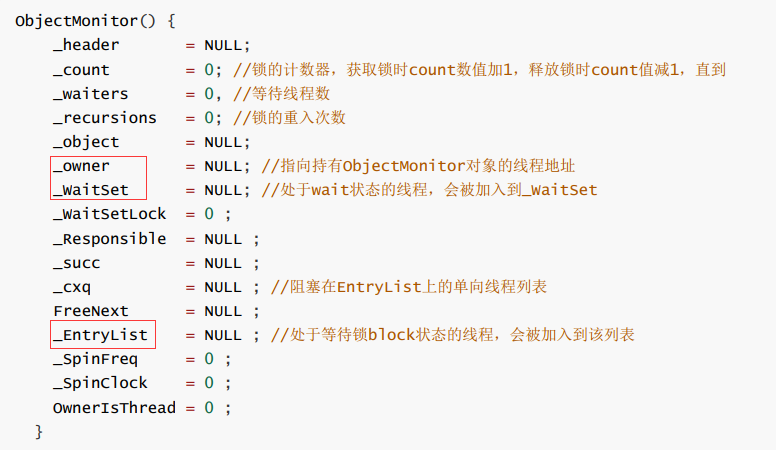 ObjectMonitor() {
_header = NULL;
_count = 0; //锁的计数器，获取锁时count数值加1，释放锁时count值减1，直到
_waiters = 0, //等待线程数
_recursions = 0; //锁的重入次数
_object = NULL;
_owner = NULL; //指向持有ObjectMonitor对象的线程地址
_WaitSet = NULL; //处于wait状态的线程，会被加入到_WaitSet
_WaitSetLock = 0 ;
_Responsible = NULL ;
_succ = NULL ;
_cxq = NULL ; //阻塞在EntryList上的单向线程列表
FreeNext = NULL ;
_EntryList = NULL ; //处于等待锁block状态的线程，会被加入到该列表
_SpinFreq = 0 ;
_SpinClock = 0 ;
OwnerIsThread = 0 ;
}